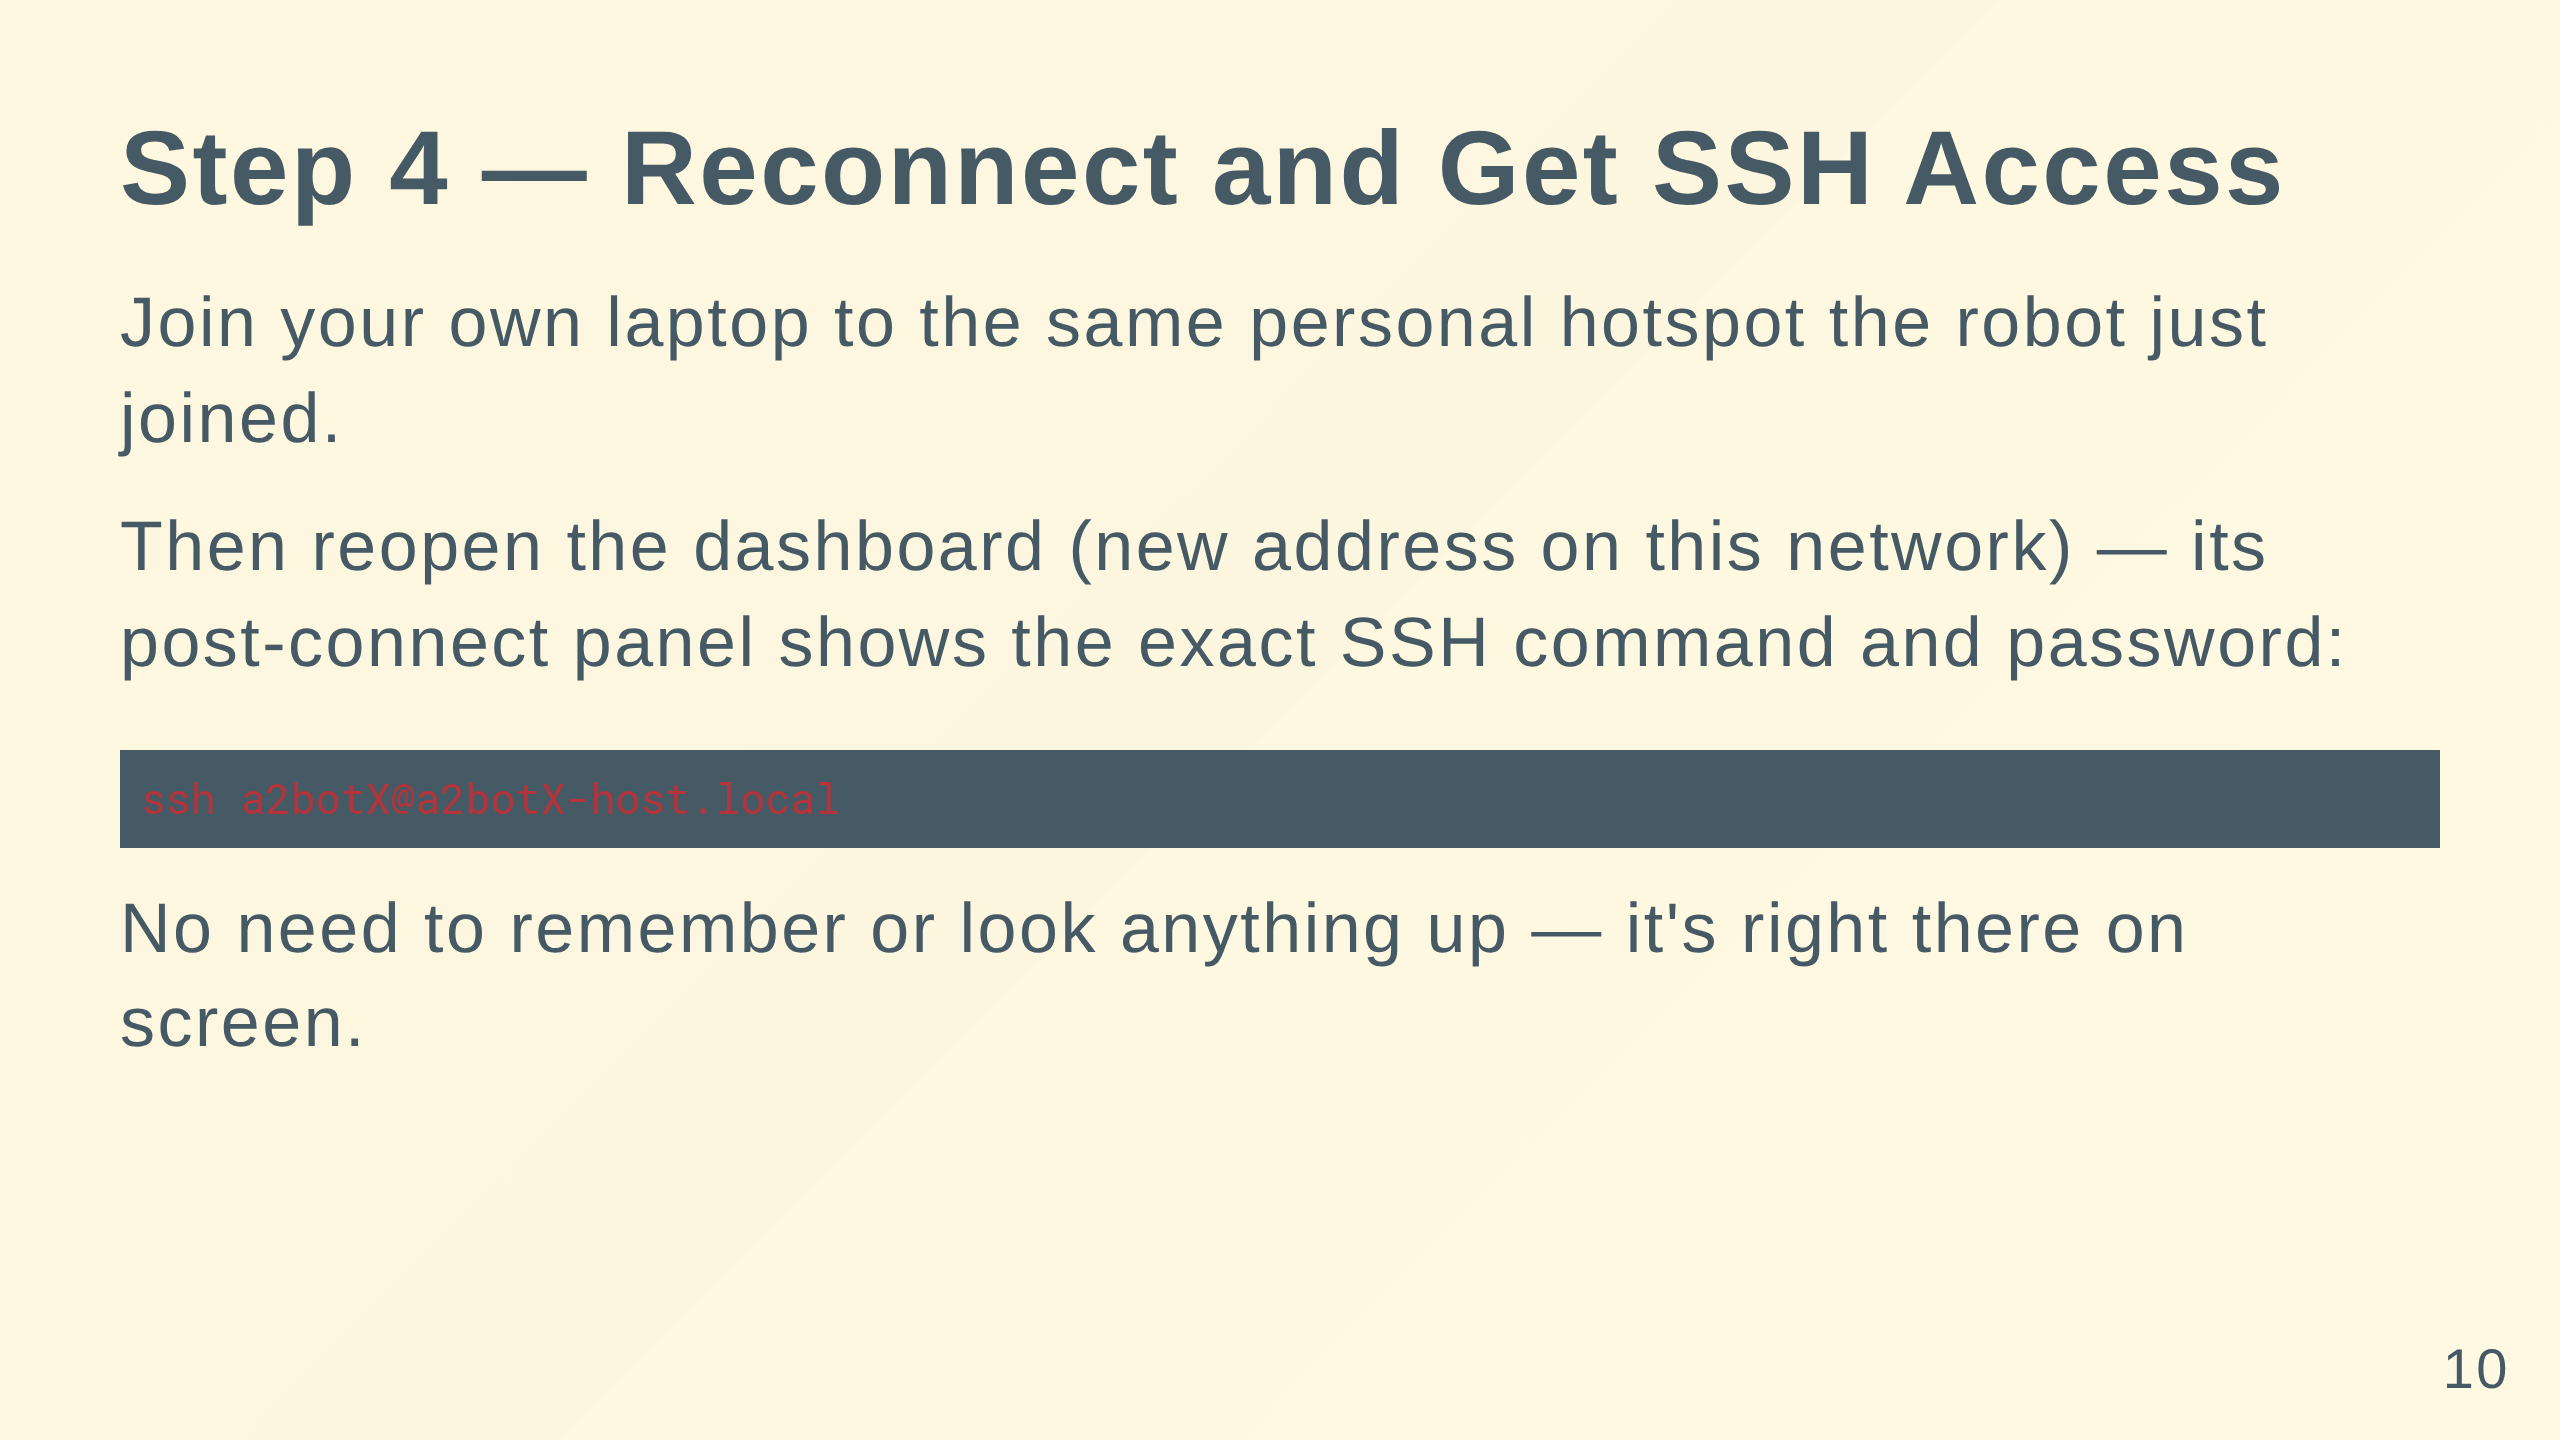 Step 4 — Reconnect and Get SSH Access
Join your own laptop to the same personal hotspot the robot just
joined.
Then reopen the dashboard (new address on this network) — its
post-connect panel shows the exact SSH command and password:
ssh a2botX@a2botX-host.local
No need to remember or look anything up — it's right there on
screen.
10